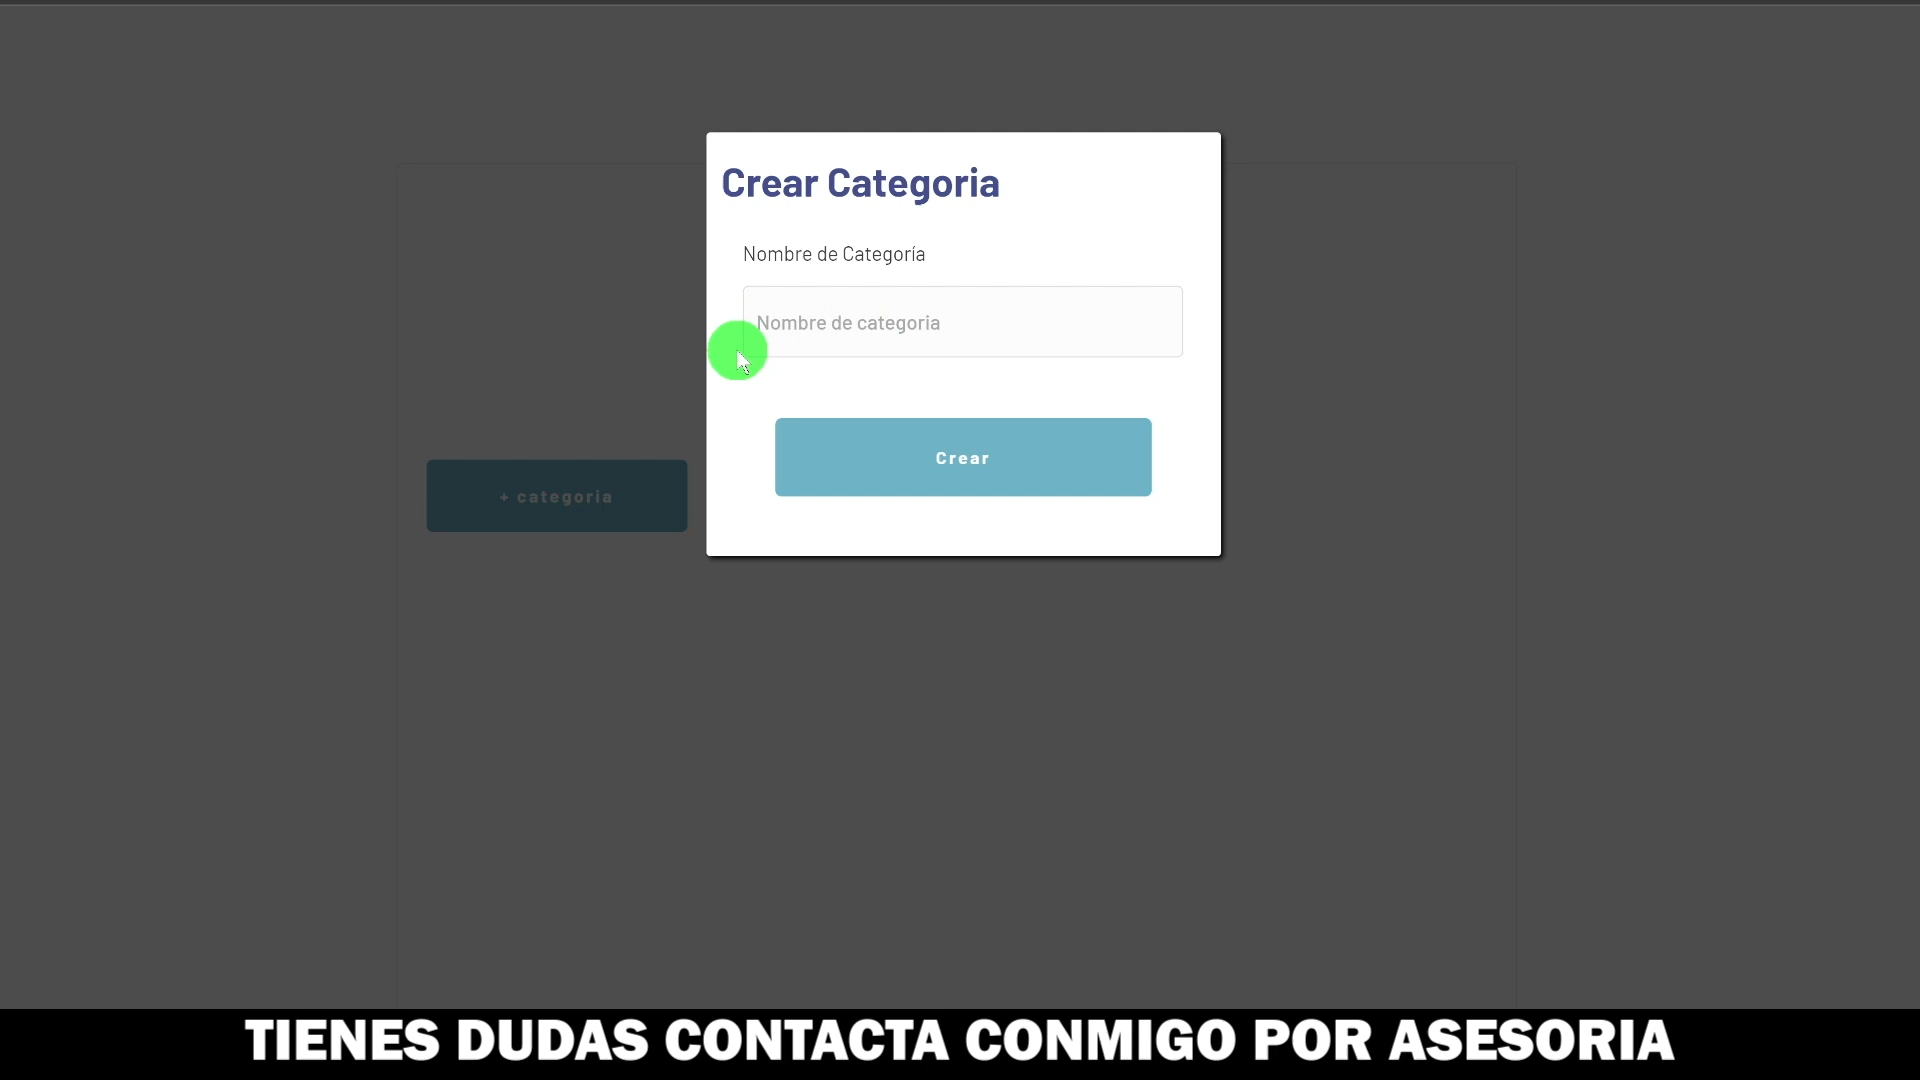 Crear Categoria
Nombre de Categoría
Nombre de categoria
Crear
+ categoria
TIENES DUDAS CONTACTA CONMIGO POR ASESORIA